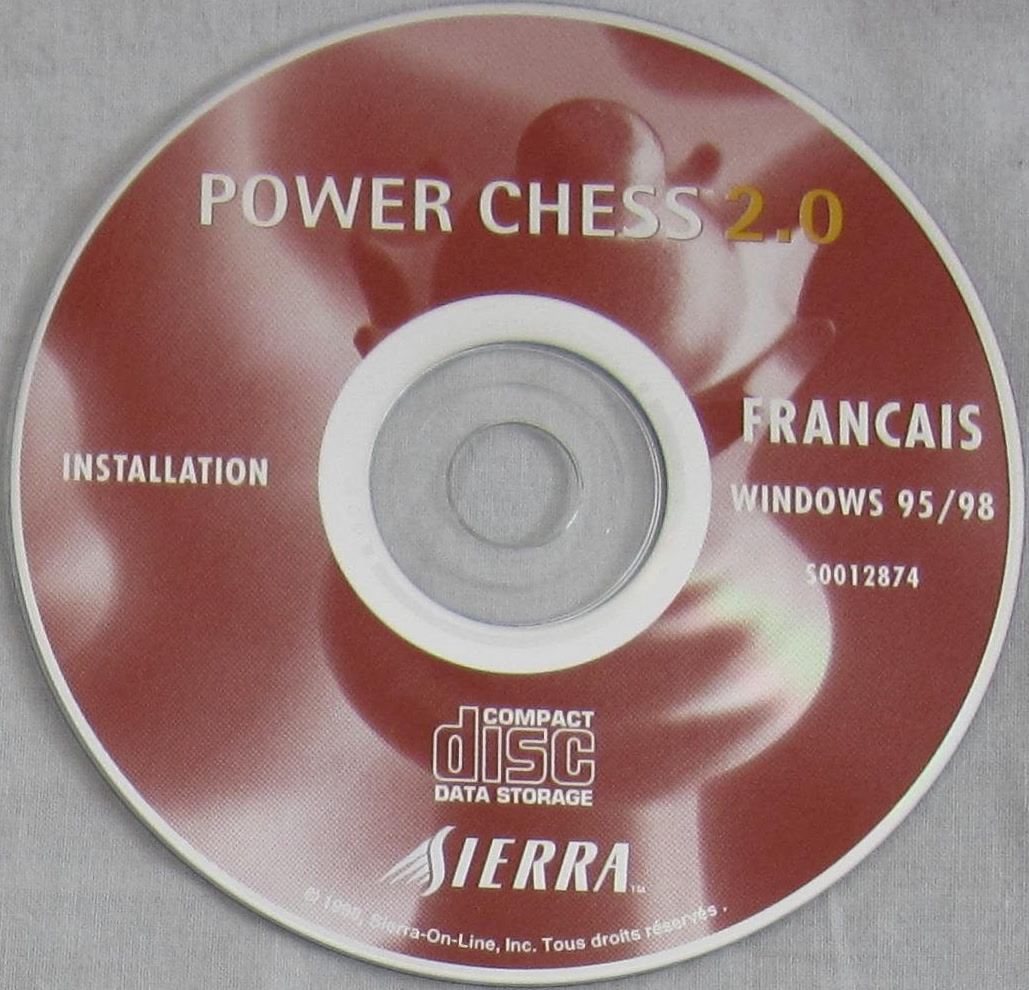 POWER CHESS 2.0
INSTALLATION
FRANCAIS
WINDOWS 95/98
S0012874
COMPACT
disc
DATA STORAGE
SIERRA™
© Sierra-On-Line, Inc. Tous droits réservés.